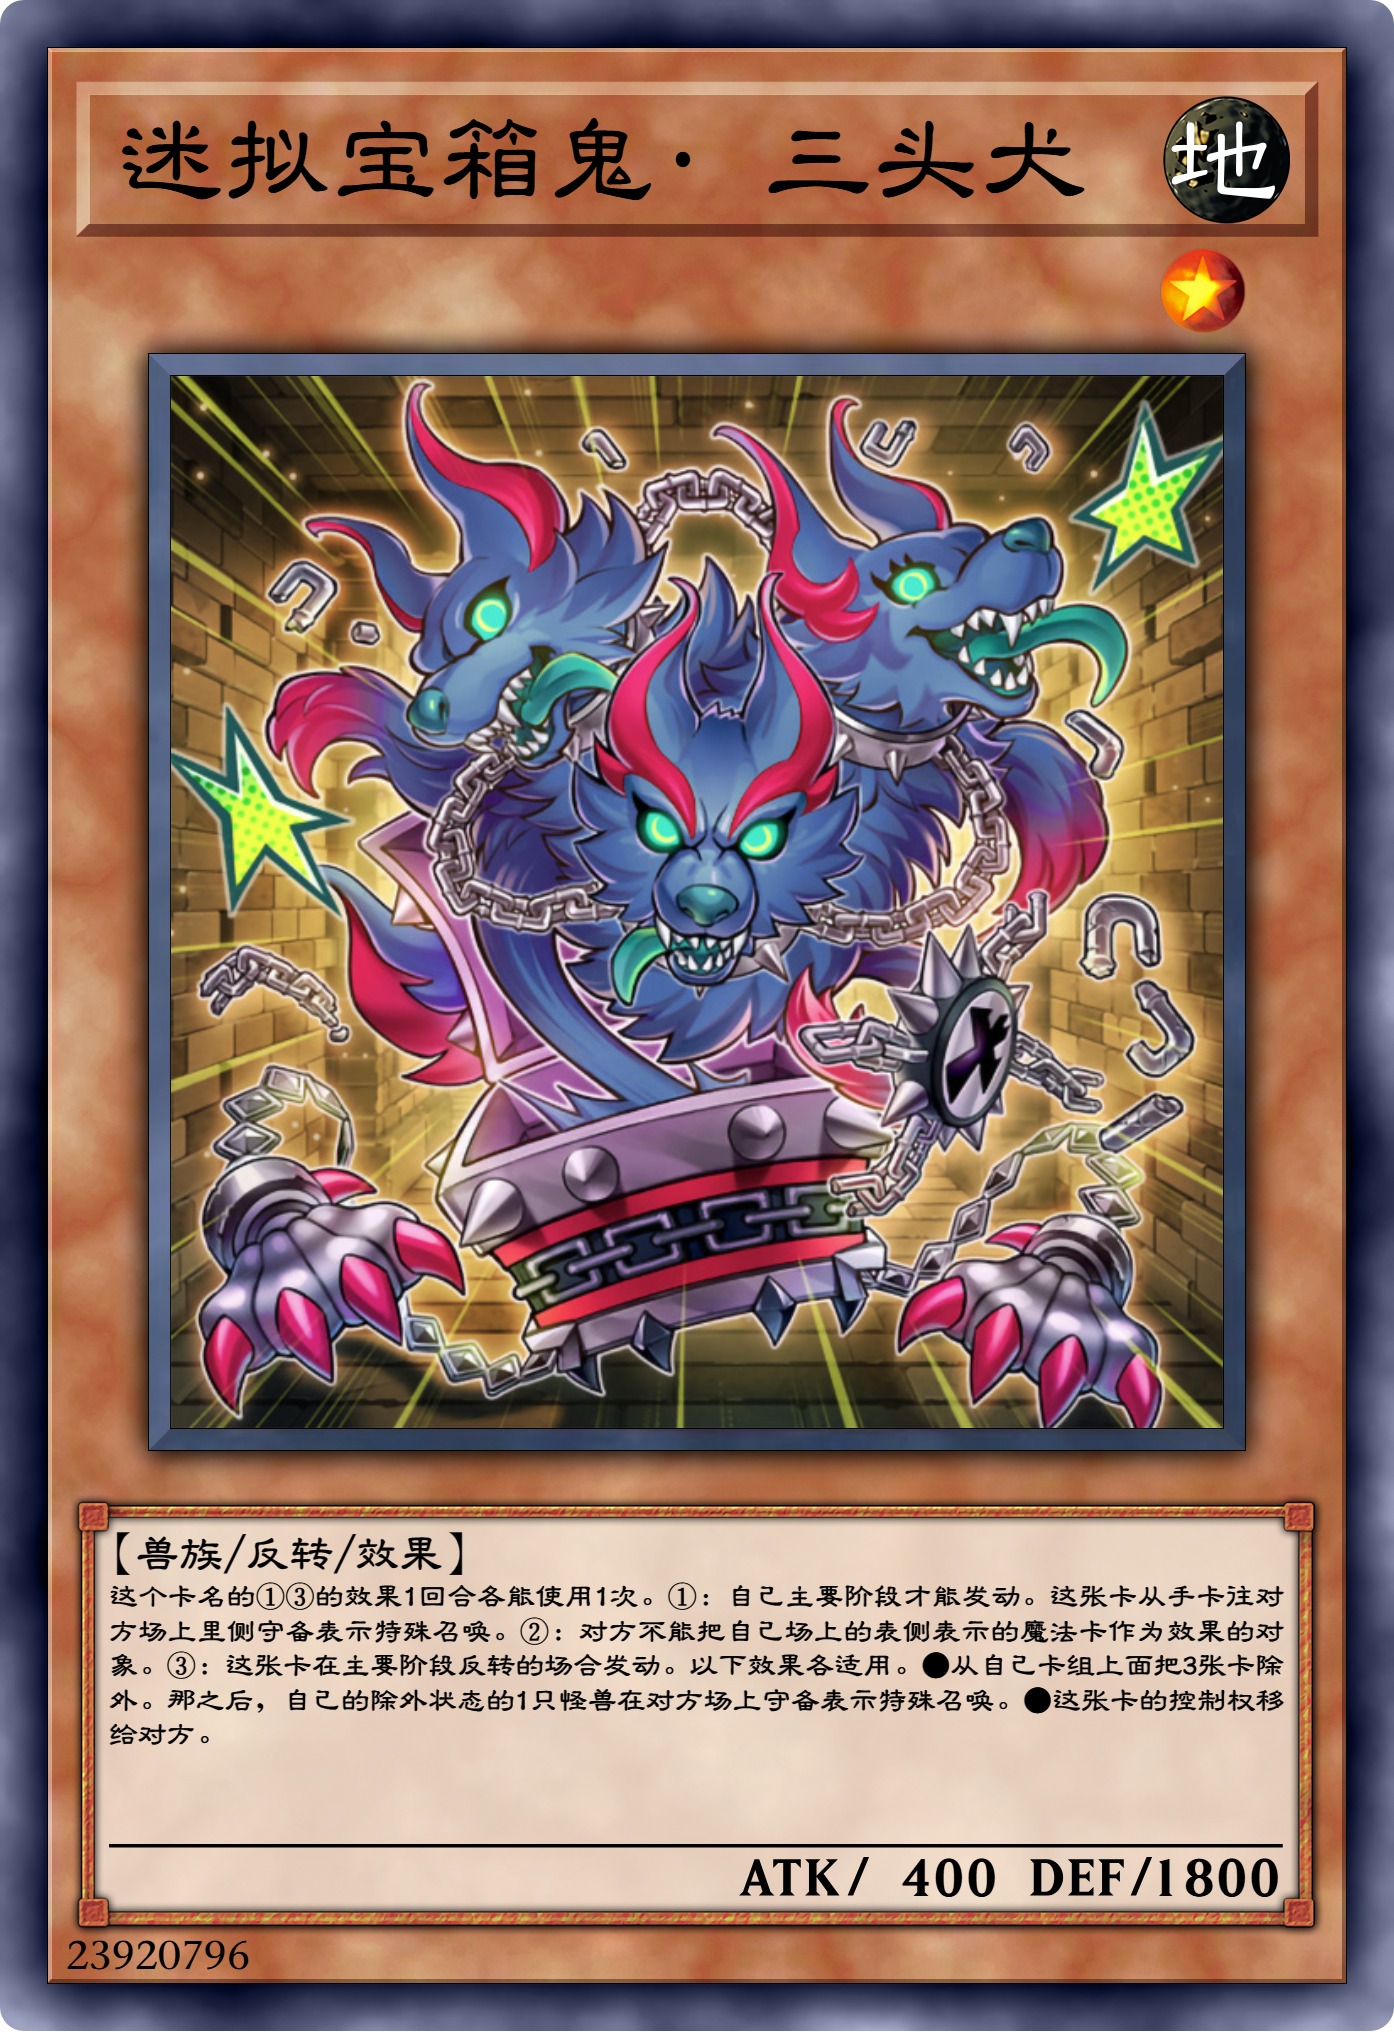 迷拟宝箱鬼· 三头犬
地
【兽族/反转/效果】
这个卡名的①③的效果1回合各能使用1次。①：自己主要阶段才能发动。这张卡从手卡往对
方场上里侧守备表示特殊召唤。②：对方不能把自己场上的表侧表示的魔法卡作为效果的对
象。③：这张卡在主要阶段反转的场合发动。以下效果各适用。●从自己卡组上面把3张卡除
外。那之后，自己的除外状态的1只怪兽在对方场上守备表示特殊召唤。●这张卡的控制权移
给对方。
ATK/ 400 DEF/1800
23920796